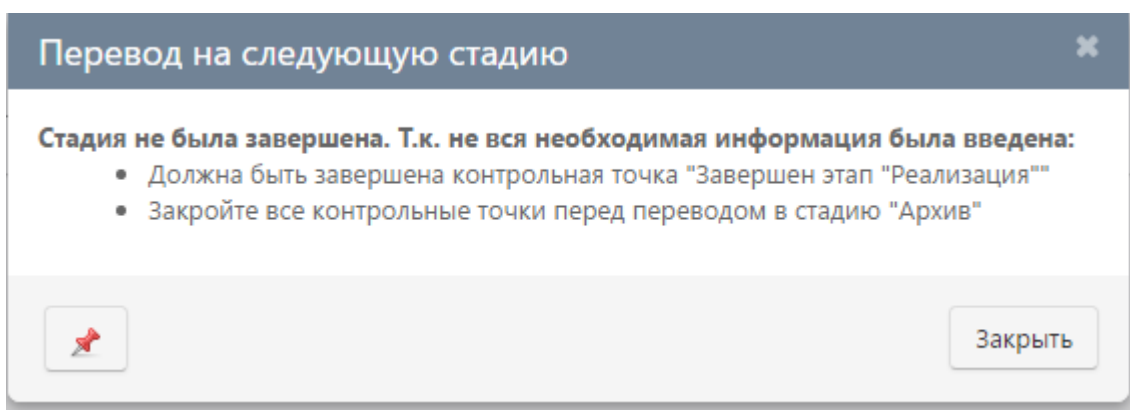 Перевод на следующую стадию
Стадия не была завершена. Т.к. не вся необходимая информация была введена:
Должна быть завершена контрольная точка "Завершен этап "Реализация""
Закройте все контрольные точки перед переводом в стадию "Архив"
Закрыть